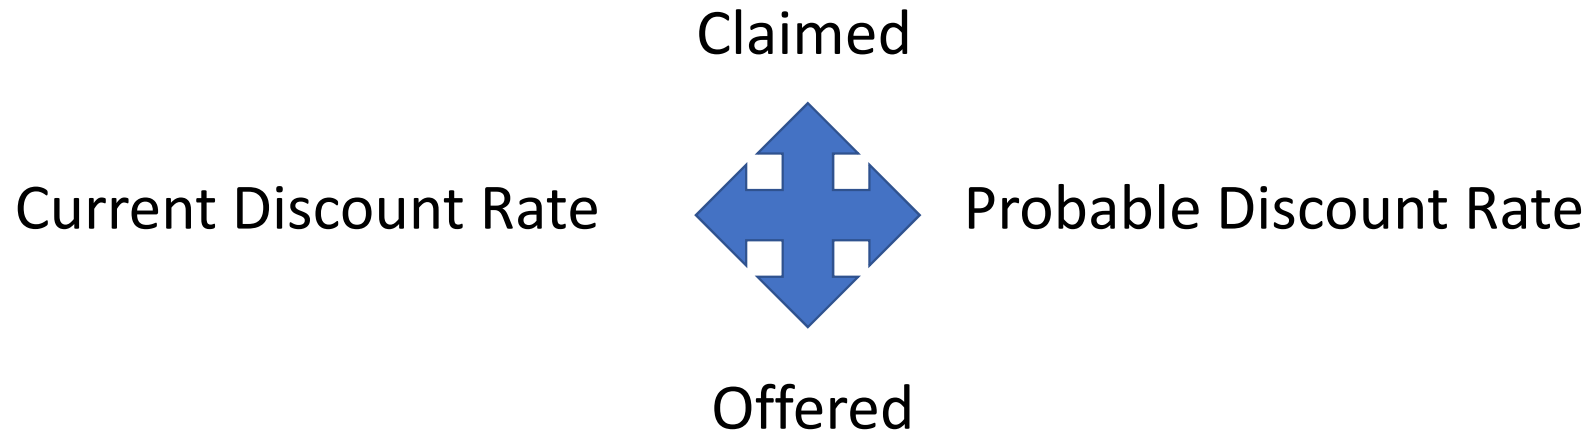 Claimed
Current Discount Rate
Probable Discount Rate
Offered